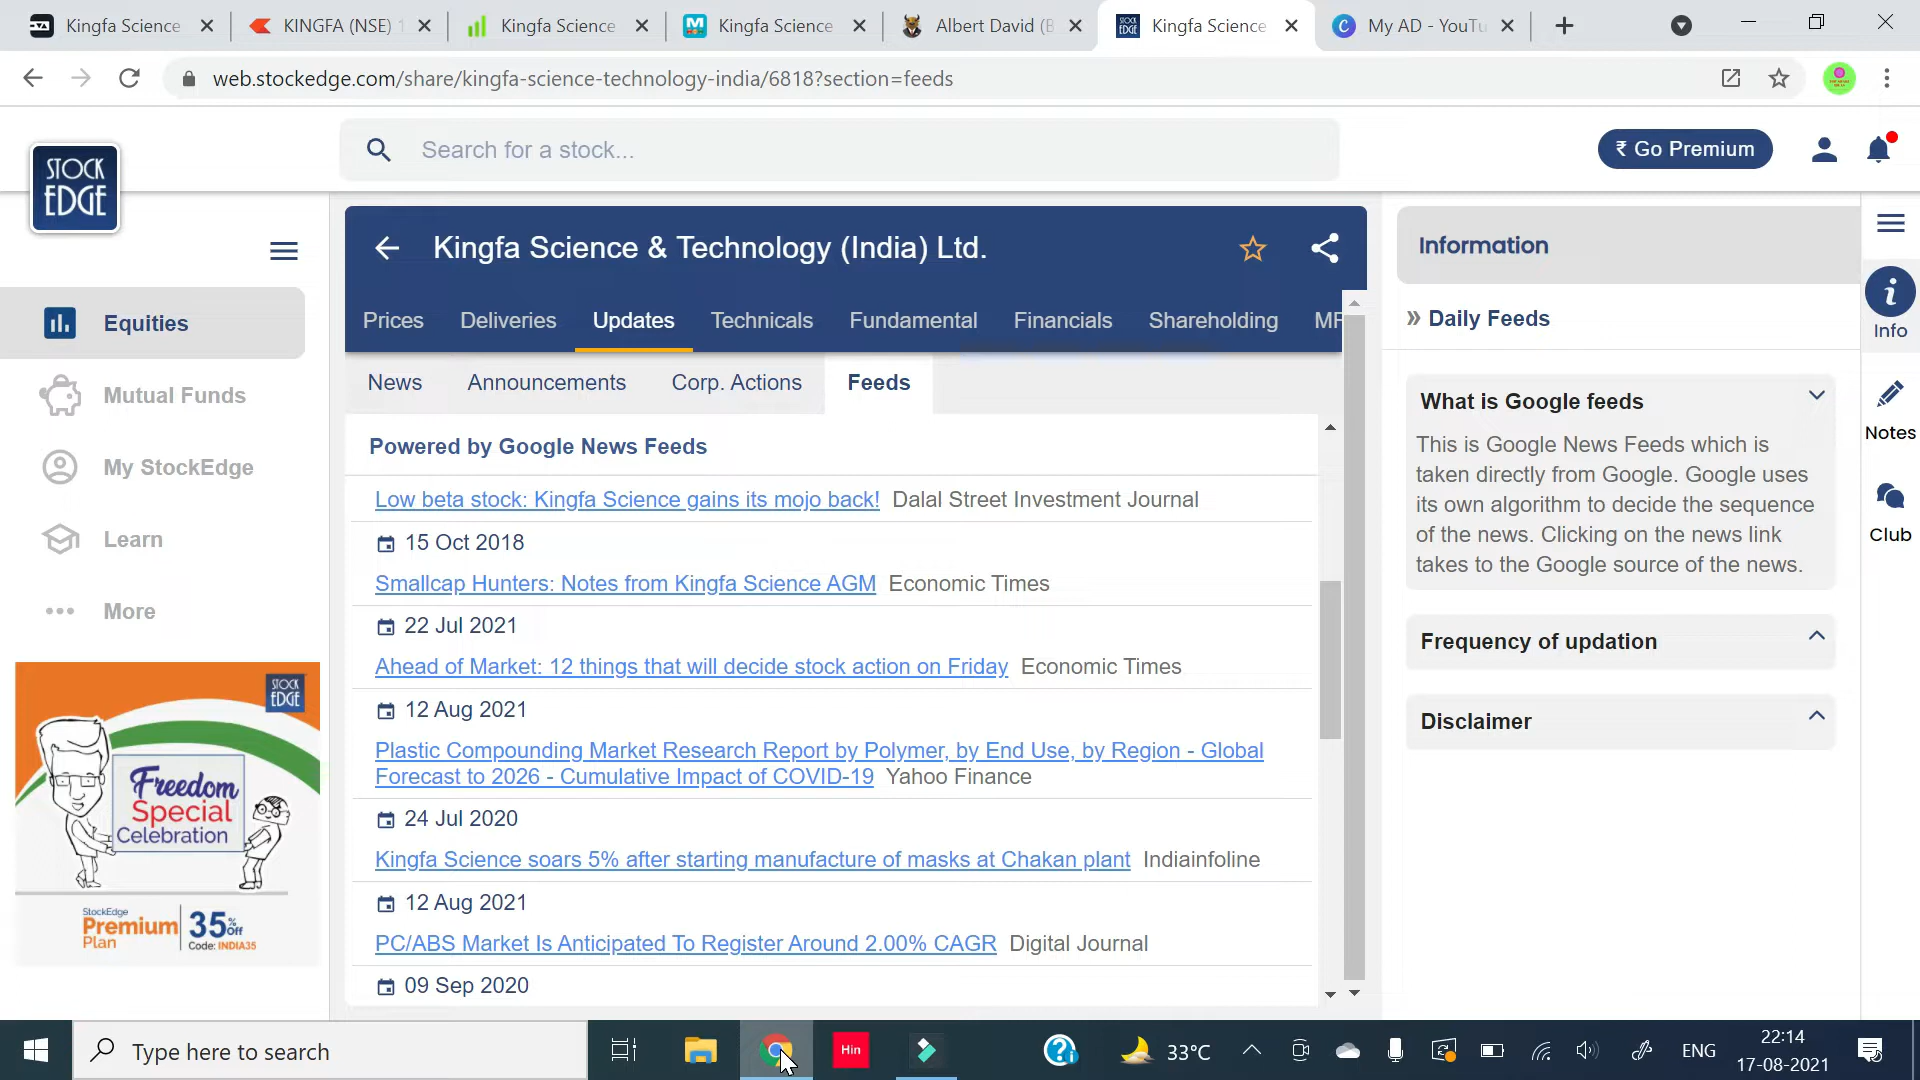 Kingfa Science
KINGFA (NSE)
Kingfa Science
Kingfa Science
Albert David (B
Kingfa Science
My AD - YouTu
web.stockedge.com/share/kingfa-science-technology-india/6818?section=feeds
STOCK
EDGE
Search for a stock...
₹ Go Premium
Equities
Mutual Funds
My StockEdge
Learn
More
STOCK
EDGE
Freedom
Special
Celebration
StockEdge
Premium
Plan
35% Off
Code: INDIA35
Kingfa Science & Technology (India) Ltd.
Prices Deliveries Updates Technicals Fundamental Financials Shareholding MF
News Announcements Corp. Actions Feeds
Powered by Google News Feeds
Low beta stock: Kingfa Science gains its mojo back! Dalal Street Investment Journal
15 Oct 2018
Smallcap Hunters: Notes from Kingfa Science AGM Economic Times
22 Jul 2021
Ahead of Market: 12 things that will decide stock action on Friday Economic Times
12 Aug 2021
Plastic Compounding Market Research Report by Polymer, by End Use, by Region - Global
Forecast to 2026 - Cumulative Impact of COVID-19 Yahoo Finance
24 Jul 2020
Kingfa Science soars 5% after starting manufacture of masks at Chakan plant Indiainfoline
12 Aug 2021
PC/ABS Market Is Anticipated To Register Around 2.00% CAGR Digital Journal
09 Sep 2020
Information
» Daily Feeds
What is Google feeds
This is Google News Feeds which is
taken directly from Google. Google uses
its own algorithm to decide the sequence
of the news. Clicking on the news link
takes to the Google source of the news.
Frequency of updation
Disclaimer
Info
Notes
Club
Type here to search
Hin
33°C
ENG
22:14
17-08-2021